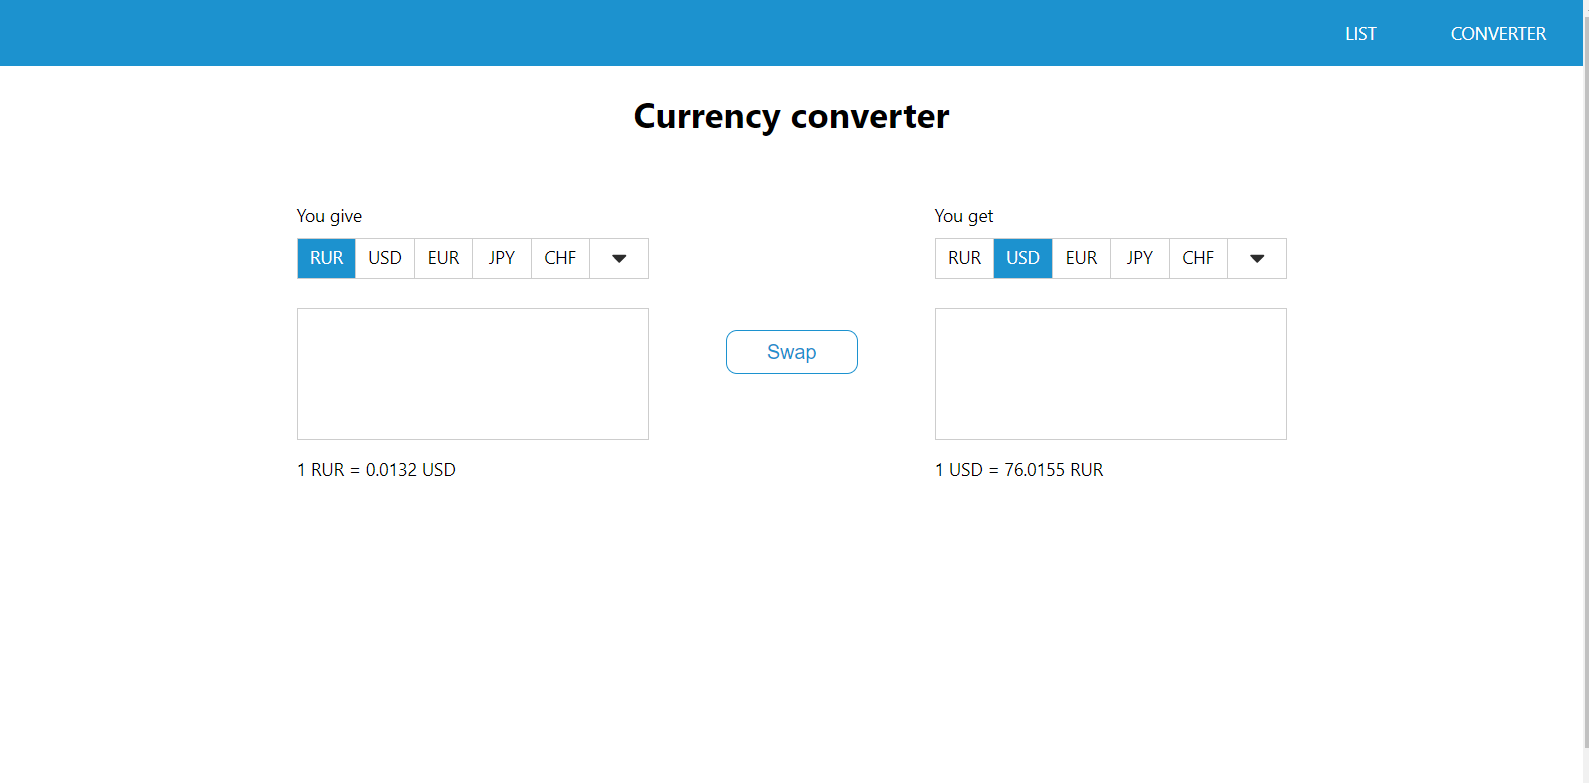 LIST CONVERTER
Currency converter
You give
RUR USD EUR JPY CHF
1 RUR = 0.0132 USD
Swap
You get
RUR USD EUR JPY CHF
1 USD = 76.0155 RUR